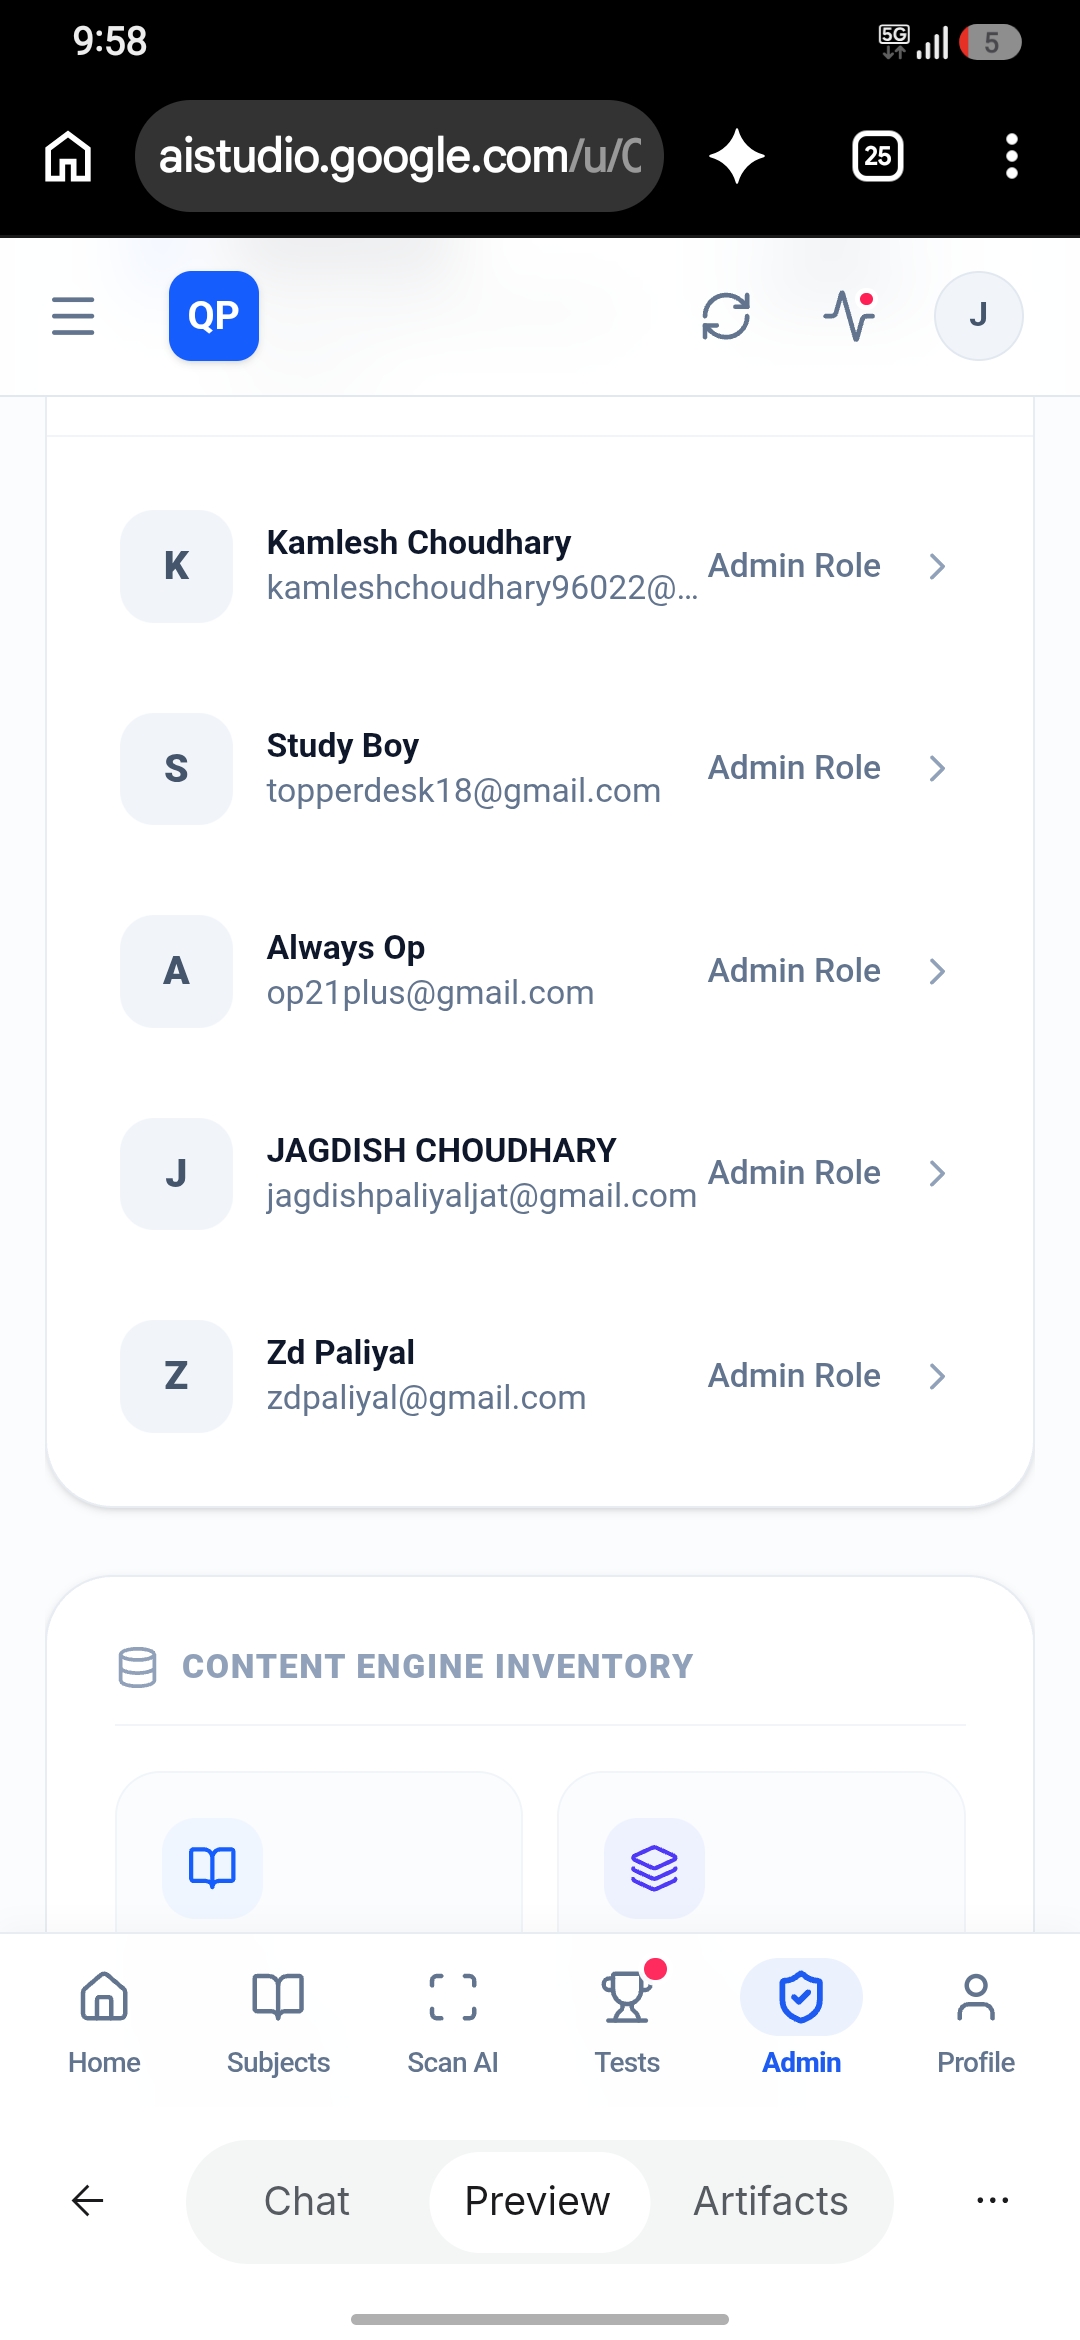 9:58
5G
5
aistudio.google.com/u/0
25
QP
J
K
Kamlesh Choudhary
kamleshchoudhary96022@...
Admin Role
S
Study Boy
topperdesk18@gmail.com
Admin Role
A
Always Op
op21plus@gmail.com
Admin Role
J
JAGDISH CHOUDHARY
jagdishpaliyaljat@gmail.com
Admin Role
Z
Zd Paliyal
zdpaliyal@gmail.com
Admin Role
CONTENT ENGINE INVENTORY
Home
Subjects
Scan AI
Tests
Admin
Profile
Chat
Preview
Artifacts